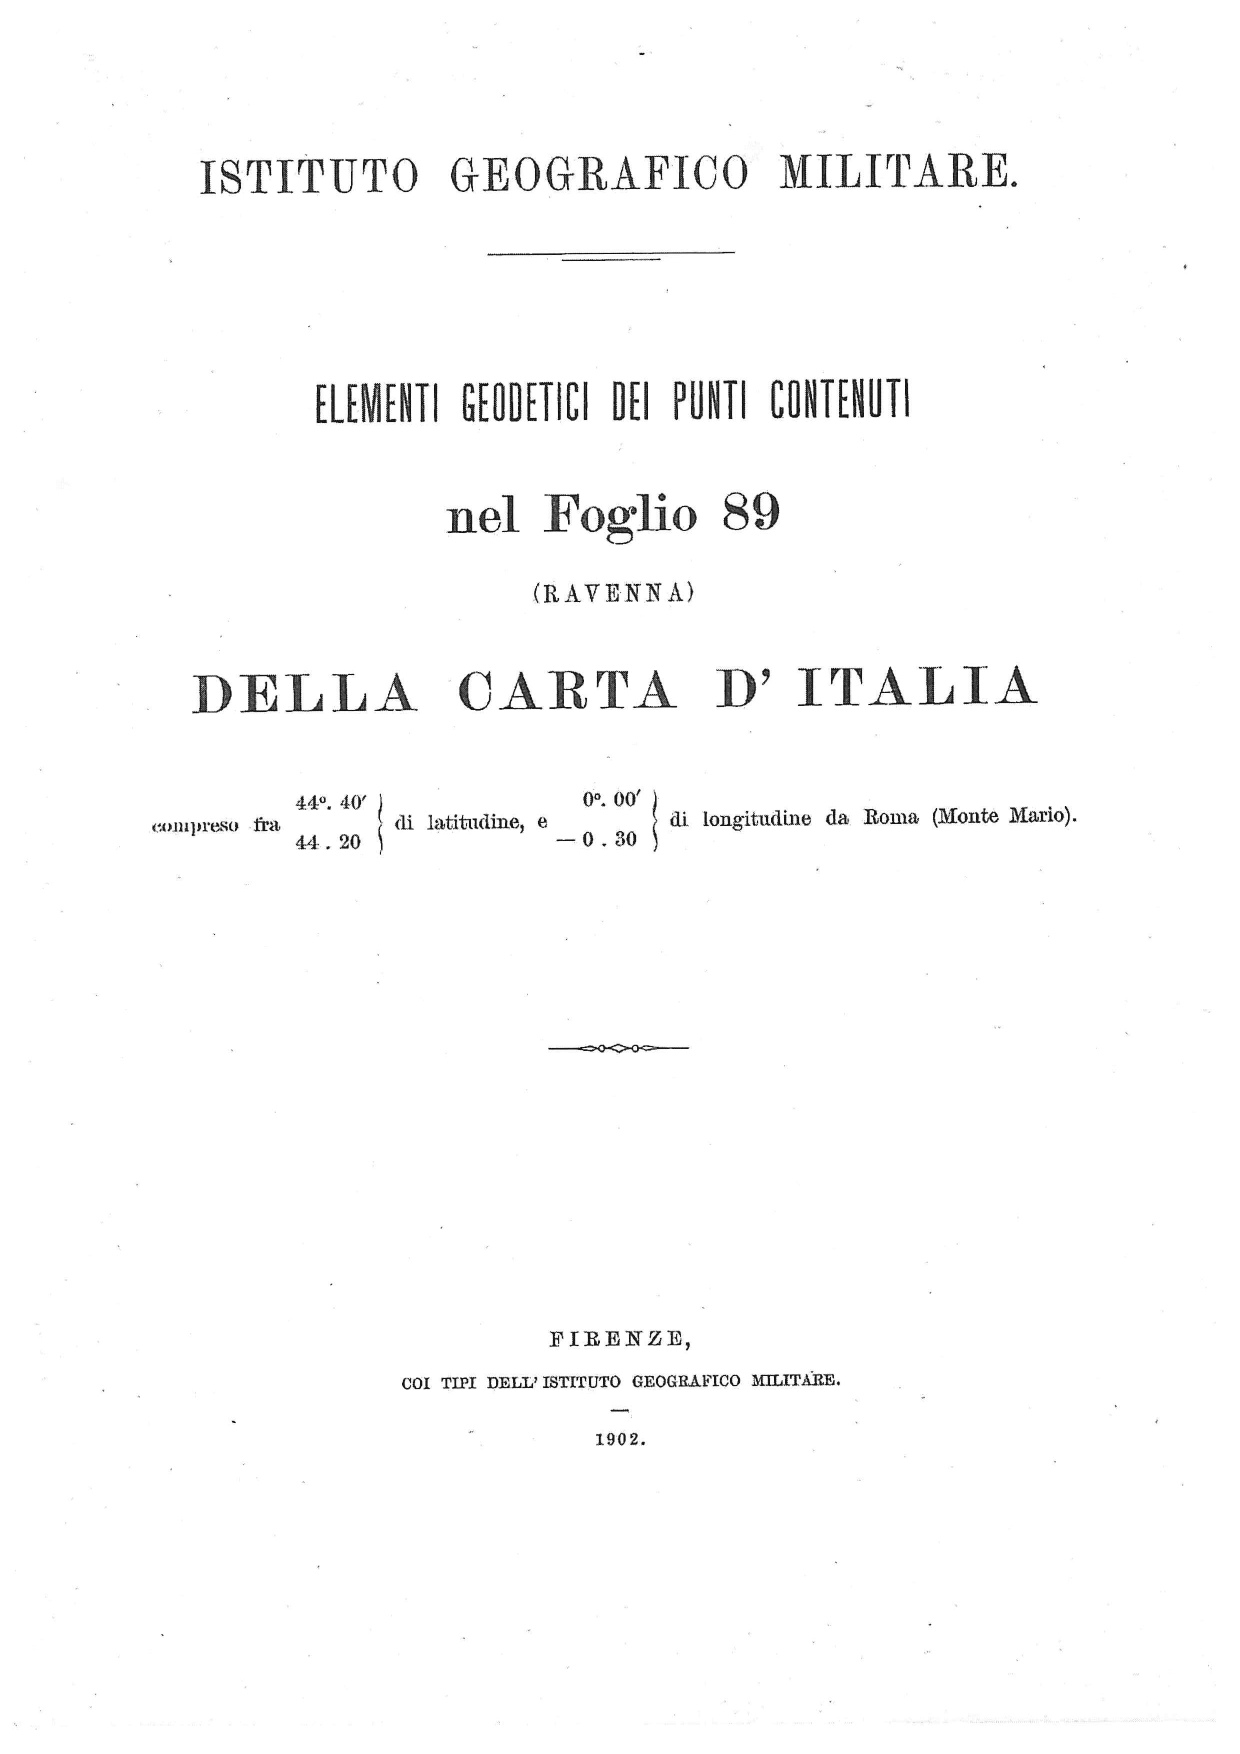 ISTITUTO GEOGRAFICO MILITARE.
ELEMENTI GEODETICI DEI PUNTI CONTENUTI
nel Foglio 89
(RAVENNA)
DELLA CARTA D' ITALIA
compreso fra 44°. 40′ 44 . 20 } di latitudine, e 0°. 00′ — 0 . 30 } di longitudine da Roma (Monte Mario).
FIRENZE,
COI TIPI DELL' ISTITUTO GEOGRAFICO MILITARE.
1902.